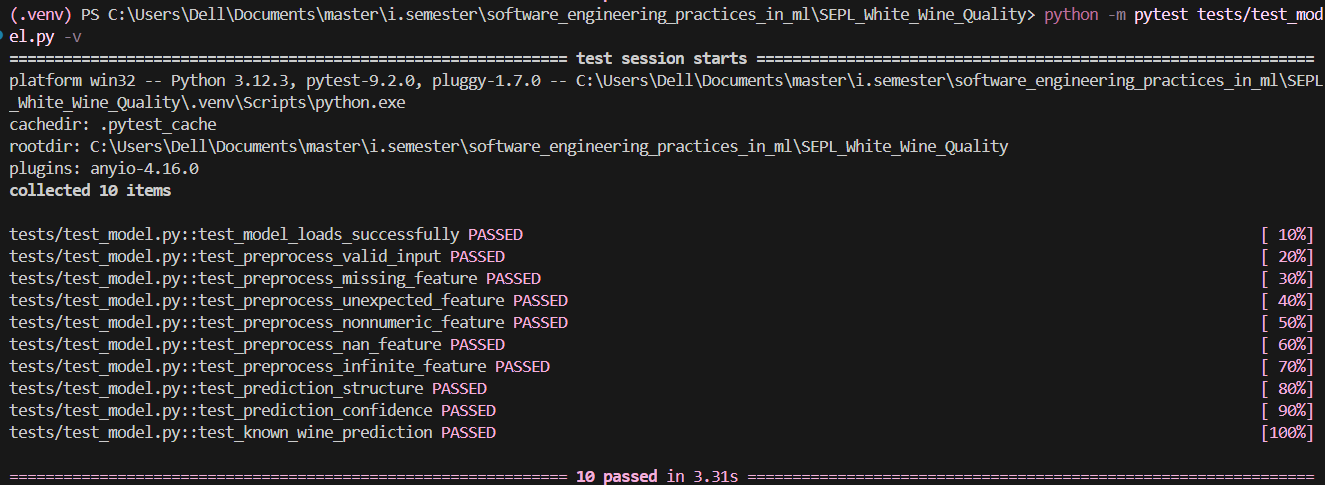 (.venv) PS C:\Users\Dell\Documents\master\i.semester\software_engineering_practices_in_ml\SEPL_White_Wine_Quality> python -m pytest tests/test_mod
el.py -v
============================================================== test session starts ==============================================================
platform win32 -- Python 3.12.3, pytest-9.2.0, pluggy-1.7.0 -- C:\Users\Dell\Documents\master\i.semester\software_engineering_practices_in_ml\SEPL
_White_Wine_Quality\.venv\Scripts\python.exe
cachedir: .pytest_cache
rootdir: C:\Users\Dell\Documents\master\i.semester\software_engineering_practices_in_ml\SEPL_White_Wine_Quality
plugins: anyio-4.16.0
collected 10 items
tests/test_model.py::test_model_loads_successfully PASSED [ 10%]
tests/test_model.py::test_preprocess_valid_input PASSED [ 20%]
tests/test_model.py::test_preprocess_missing_feature PASSED [ 30%]
tests/test_model.py::test_preprocess_unexpected_feature PASSED [ 40%]
tests/test_model.py::test_preprocess_nonnumeric_feature PASSED [ 50%]
tests/test_model.py::test_preprocess_nan_feature PASSED [ 60%]
tests/test_model.py::test_preprocess_infinite_feature PASSED [ 70%]
tests/test_model.py::test_prediction_structure PASSED [ 80%]
tests/test_model.py::test_prediction_confidence PASSED [ 90%]
tests/test_model.py::test_known_wine_prediction PASSED [100%]
============================================================== 10 passed in 3.31s ===============================================================